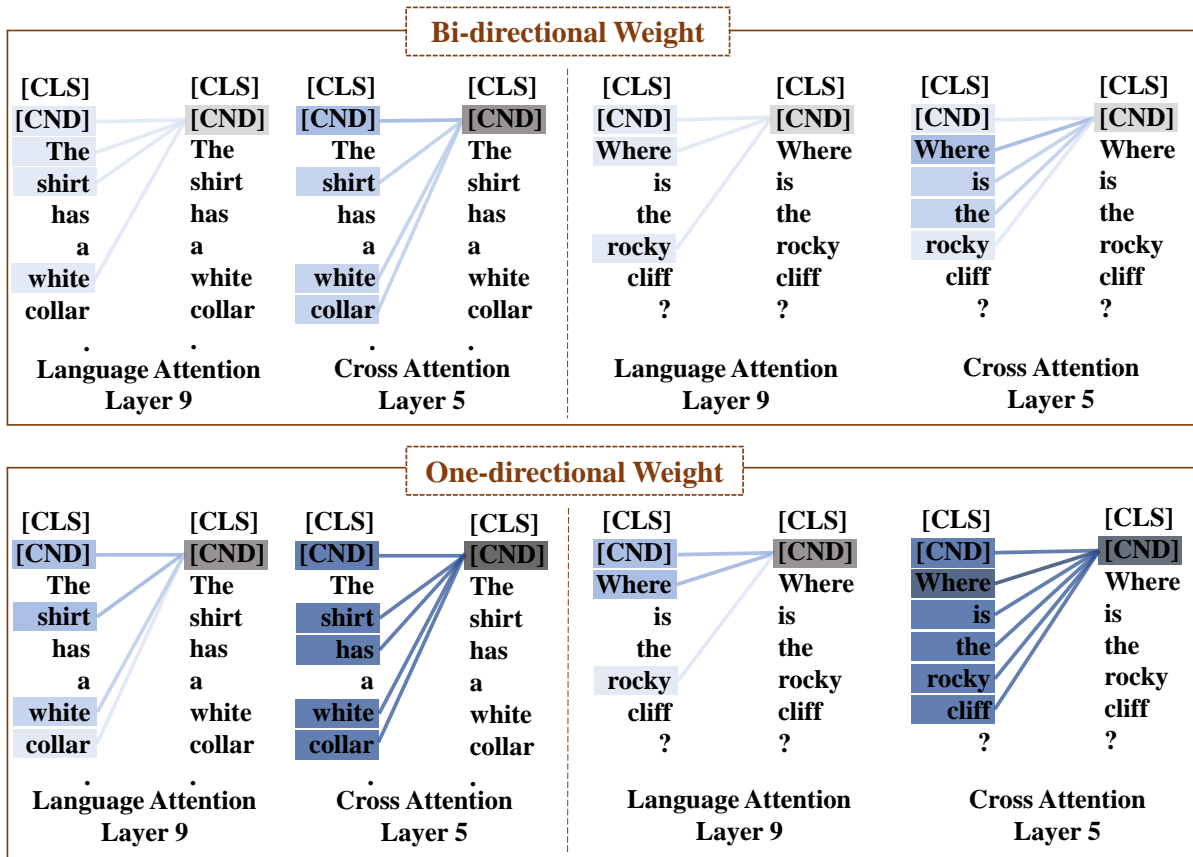 Bi-directional Weight
[CLS] [CLS] [CLS] [CLS] [CLS] [CLS] [CLS] [CLS]
[CND] [CND] [CND] [CND] [CND] [CND] [CND] [CND]
The The The The Where Where Where Where
shirt shirt shirt shirt is is is is
has has has has the the the the
a a a a rocky rocky rocky rocky
white white white white cliff cliff cliff cliff
collar collar collar collar ? ? ? ?
. . . .
Language Attention Cross Attention Language Attention Cross Attention
Layer 9 Layer 5 Layer 9 Layer 5
One-directional Weight
[CLS] [CLS] [CLS] [CLS] [CLS] [CLS] [CLS] [CLS]
[CND] [CND] [CND] [CND] [CND] [CND] [CND] [CND]
The The The The Where Where Where Where
shirt shirt shirt shirt is is is is
has has has has the the the the
a a a a rocky rocky rocky rocky
white white white white cliff cliff cliff cliff
collar collar collar collar ? ? ? ?
. . . .
Language Attention Cross Attention Language Attention Cross Attention
Layer 9 Layer 5 Layer 9 Layer 5